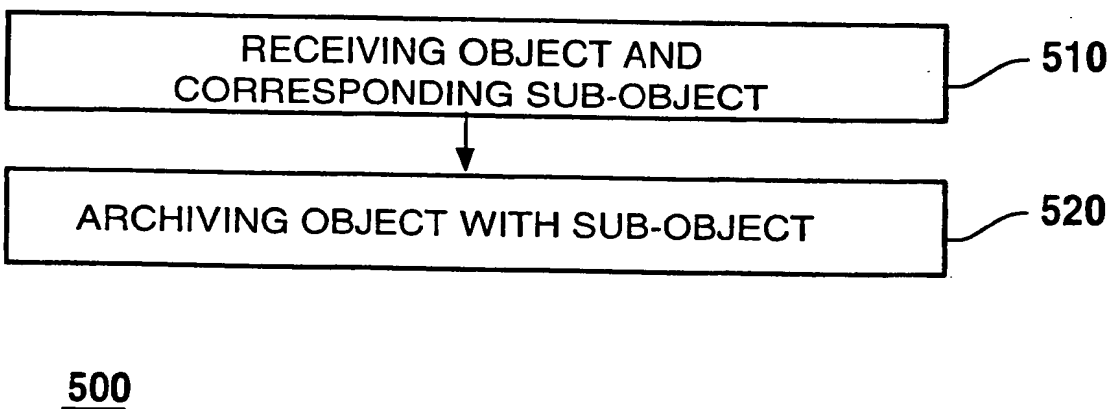 RECEIVING OBJECT AND
CORRESPONDING SUB-OBJECT
510
ARCHIVING OBJECT WITH SUB-OBJECT
520
500